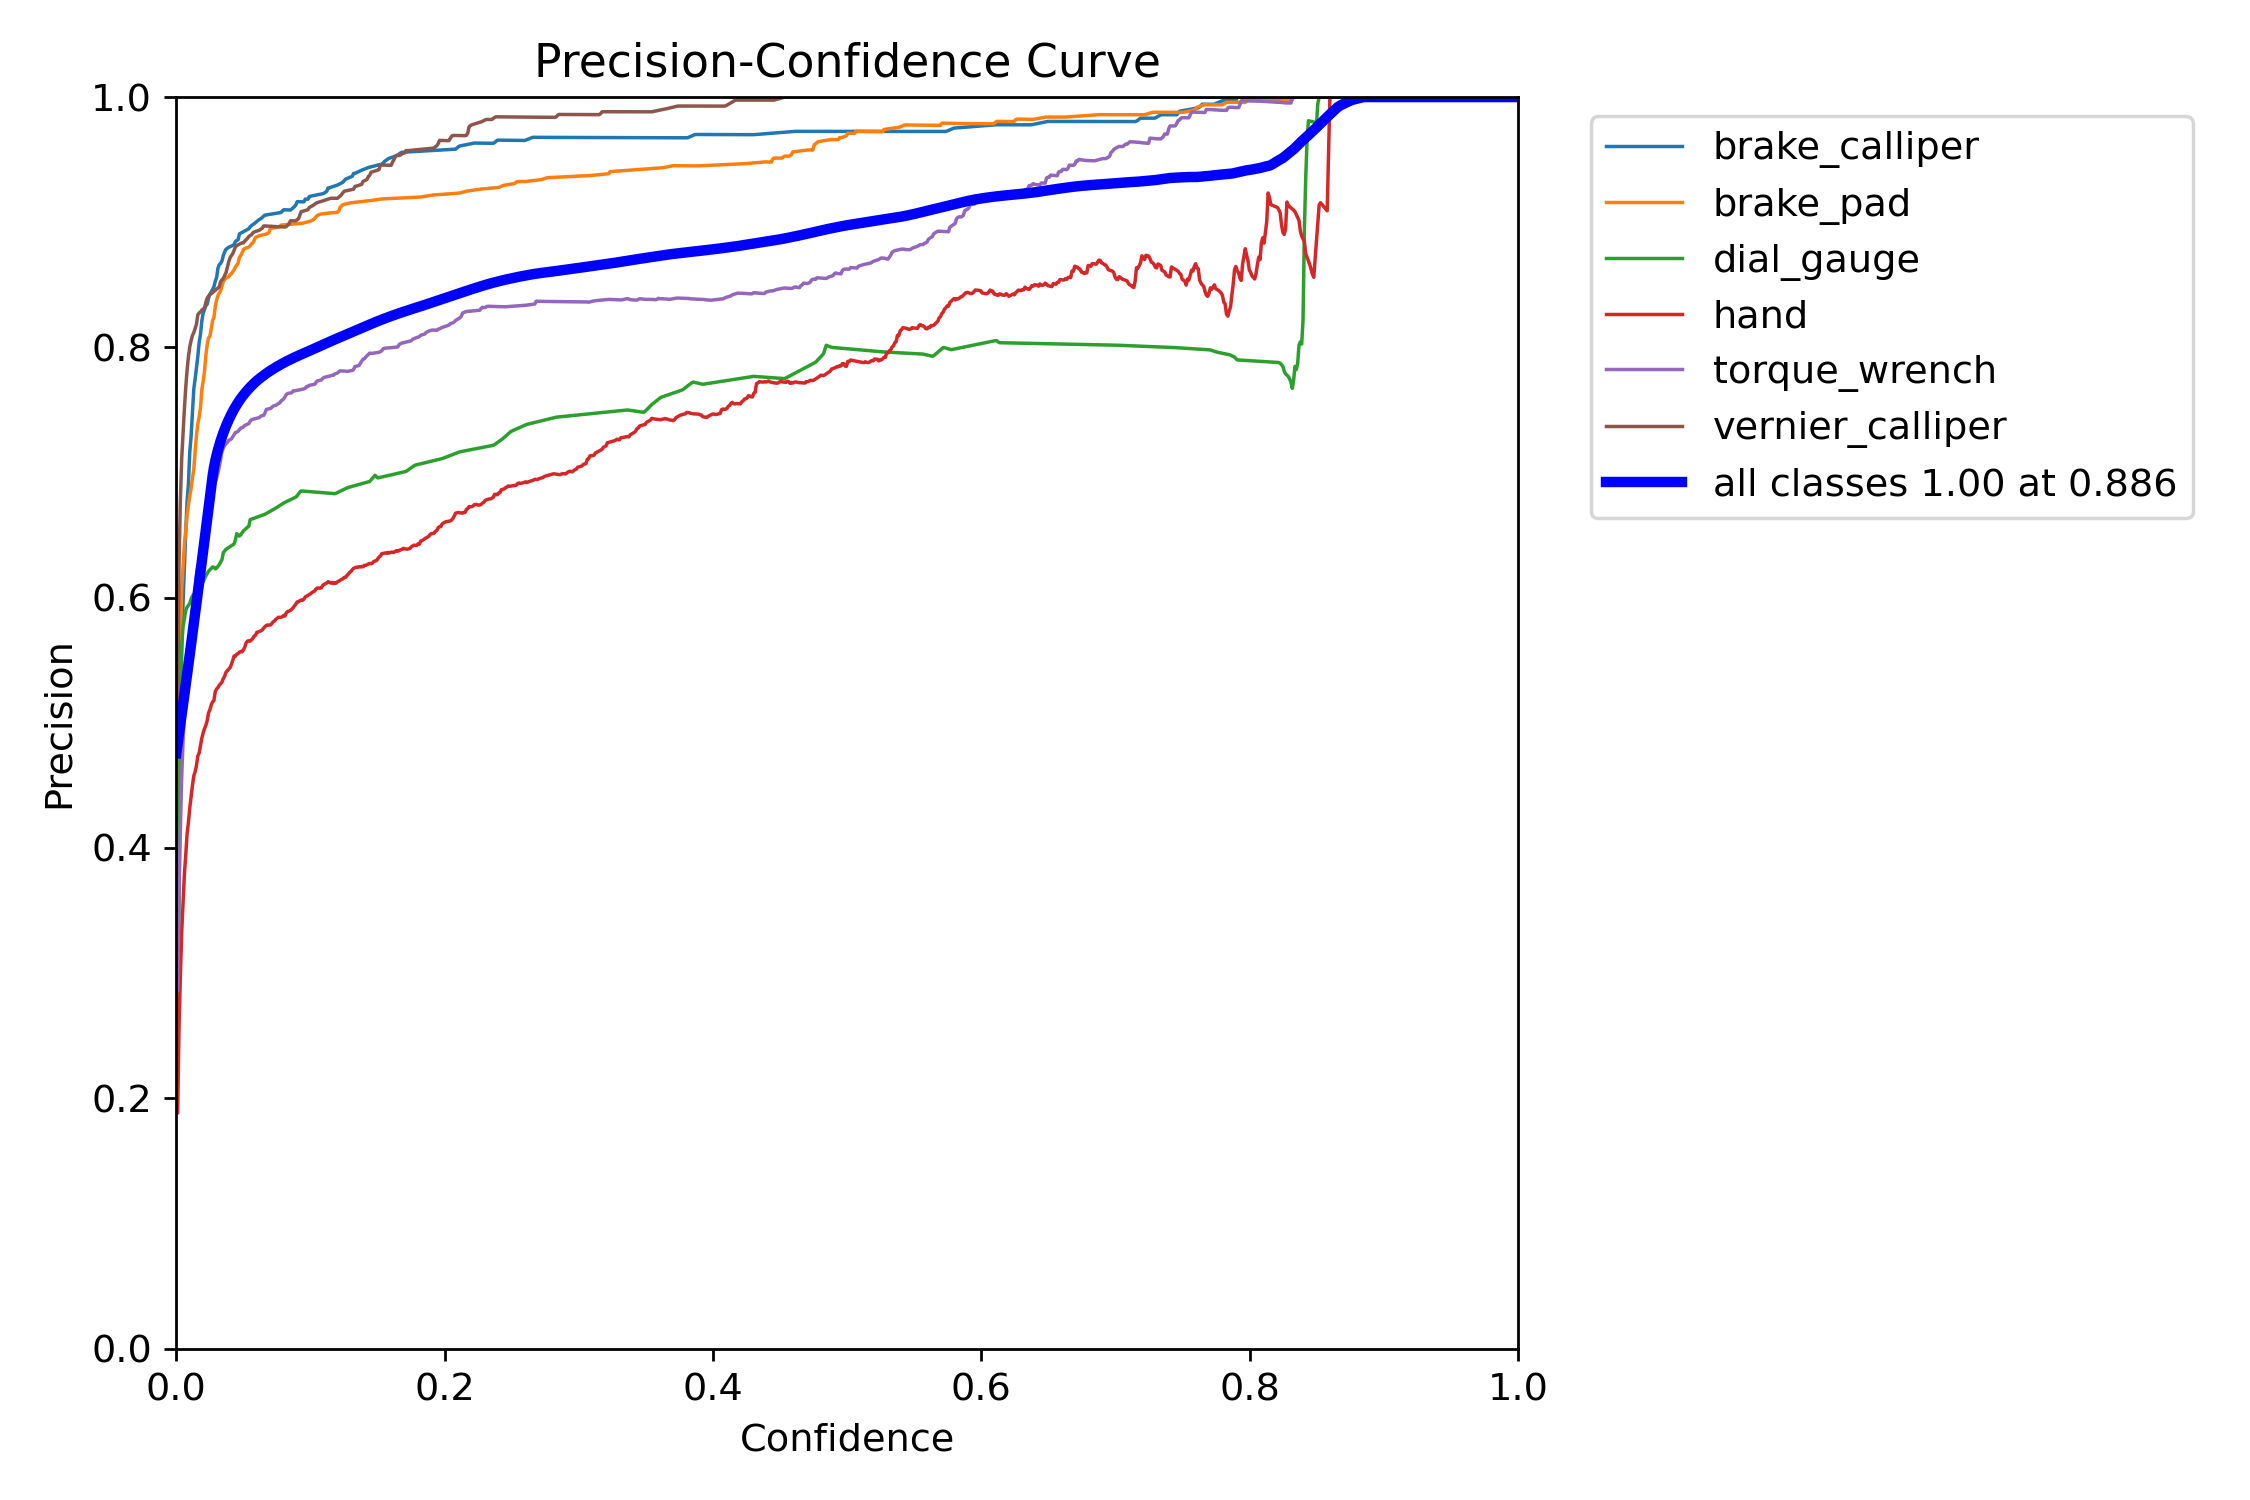 Precision-Confidence Curve
1.0
0.8
0.6
0.4
0.2
0.0
Precision
0.0 0.2 0.4 0.6 0.8 1.0
Confidence
brake_calliper
brake_pad
dial_gauge
hand
torque_wrench
vernier_calliper
all classes 1.00 at 0.886